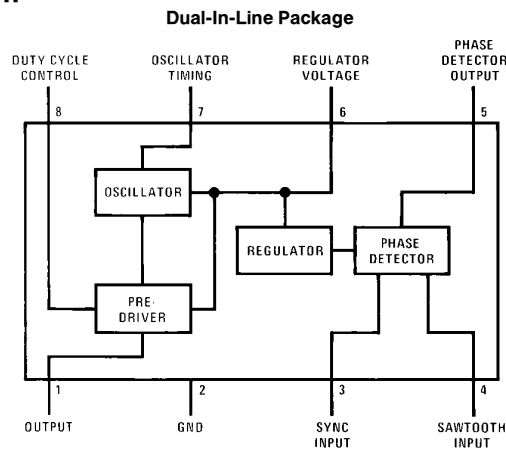 Dual-In-Line Package
PHASE
DUTY CYCLE OSCILLATOR REGULATOR DETECTOR
CONTROL TIMING VOLTAGE OUTPUT
8 7 6 5
OSCILLATOR
REGULATOR
PHASE
DETECTOR
PRE-
DRIVER
1 2 3 4
OUTPUT GND SYNC SAWTOOTH
INPUT INPUT